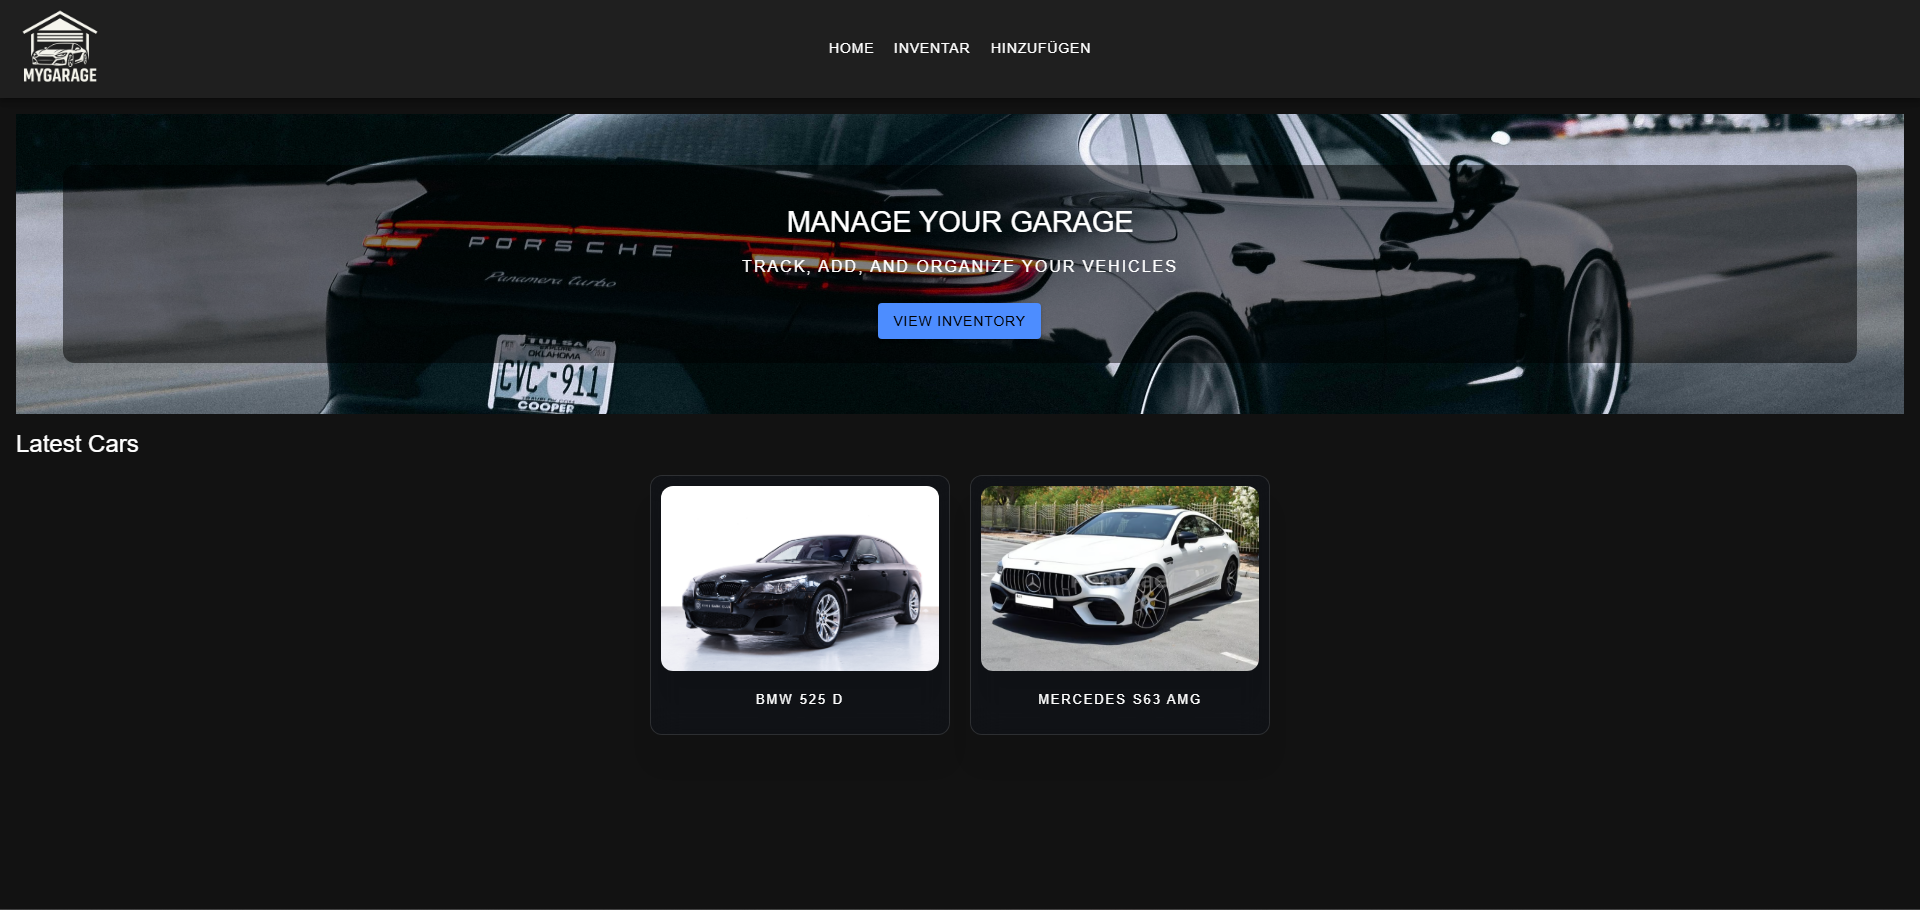 MYGARAGE
HOME INVENTAR HINZUFÜGEN
MANAGE YOUR GARAGE
TRACK, ADD, AND ORGANIZE YOUR VEHICLES
VIEW INVENTORY
PORSCHE
Panamera turbo
TULSA
OKLAHOMA
CVC-911
COOPER
Latest Cars
BMW 525 D
MERCEDES S63 AMG